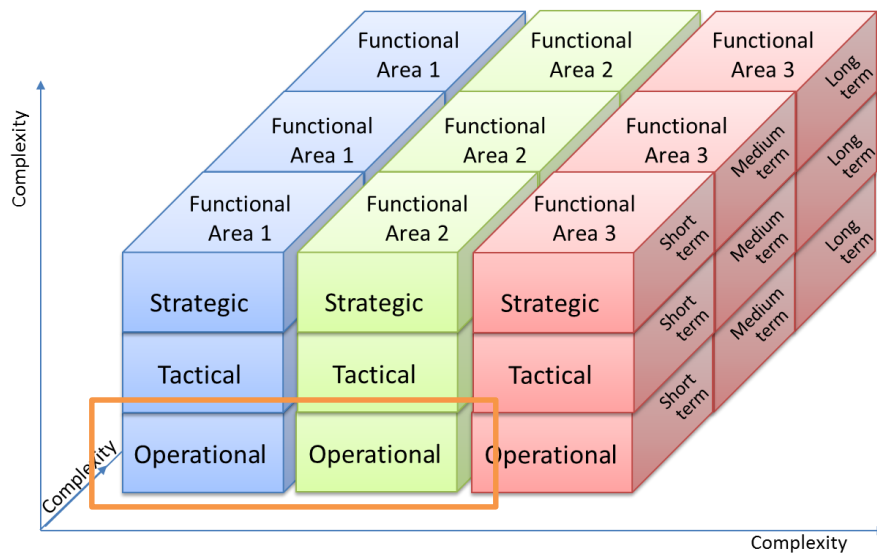 Functional
Area 1
Functional
Area 2
Functional
Area 3
Long
term
Functional
Area 1
Functional
Area 2
Functional
Area 3
Medium
term
Long
term
Functional
Area 1
Functional
Area 2
Functional
Area 3
Short
term
Medium
term
Long
term
Strategic
Strategic
Strategic
Short
term
Medium
term
Tactical
Tactical
Tactical
Short
term
Operational
Operational
Operational
Complexity
Complexity
Complexity